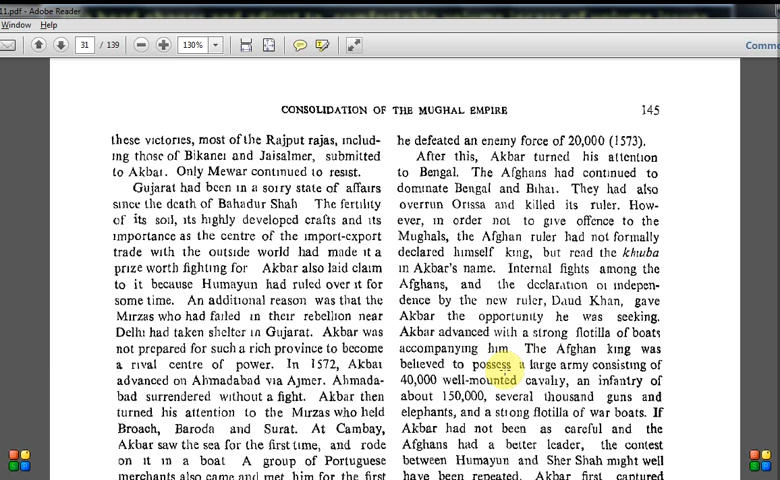 11.pdf - Adobe Reader
Window Help
31 / 139 130% Comme
CONSOLIDATION OF THE MUGHAL EMPIRE 145
these victories, most of the Rajput rajas, includ-
ing those of Bikaner and Jaisalmer, submitted
to Akbar. Only Mewar continued to resist.
Gujarat had been in a sorry state of affairs
since the death of Bahadur Shah The fertility
of its soil, its highly developed crafts and its
importance as the centre of the import-export
trade with the outside world had made it a
prize worth fighting for Akbar also laid claim
to it because Humayun had ruled over it for
some time. An additional reason was that the
Mirzas who had failed in their rebellion near
Delhi had taken shelter in Gujarat. Akbar was
not prepared for such a rich province to become
a rival centre of power. In 1572, Akbar
advanced on Ahmadabad via Ajmer. Ahmada-
bad surrendered without a fight. Akbar then
turned his attention to the Mirzas who held
Broach, Baroda and Surat. At Cambay,
Akbar saw the sea for the first time, and rode
on it in a boat A group of Portuguese
merchants also came and met him for the first
he defeated an enemy force of 20,000 (1573).
After this, Akbar turned his attention
to Bengal. The Afghans had continued to
dominate Bengal and Bihar. They had also
overrun Orissa and killed its ruler. How-
ever, in order not to give offence to the
Mughals, the Afghan ruler had not formally
declared himself king, but read the khuba
in Akbar's name. Internal fights among the
Afghans, and the declaration of indepen-
dence by the new ruler, Daud Khan, gave
Akbar the opportunity he was seeking.
Akbar advanced with a strong flotilla of boats
accompanying him The Afghan king was
believed to possess a large army consisting of
40,000 well-mounted cavalry, an infantry of
about 150,000, several thousand guns and
elephants, and a strong flotilla of war boats. If
Akbar had not been as careful and the
Afghans had a better leader, the contest
between Humayun and Sher Shah might well
have been repeated. Akbar first captured